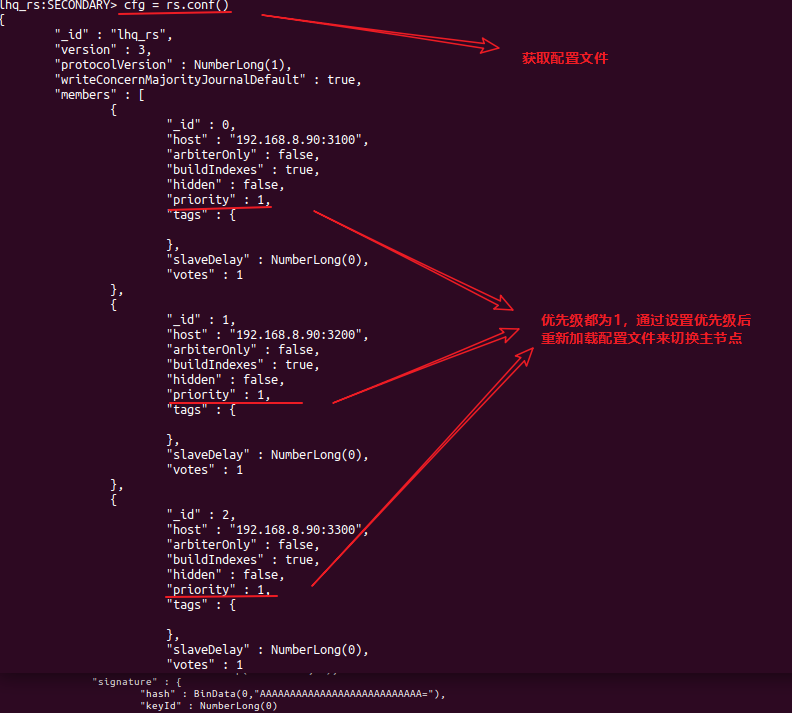 lhq_rs:SECONDARY> cfg = rs.conf()
{
"_id" : "lhq_rs",
"version" : 3,
"protocolVersion" : NumberLong(1),
"writeConcernMajorityJournalDefault" : true,
"members" : [
{
"_id" : 0,
"host" : "192.168.8.90:3100",
"arbiterOnly" : false,
"buildIndexes" : true,
"hidden" : false,
"priority" : 1,
"tags" : {
},
"slaveDelay" : NumberLong(0),
"votes" : 1
},
{
"_id" : 1,
"host" : "192.168.8.90:3200",
"arbiterOnly" : false,
"buildIndexes" : true,
"hidden" : false,
"priority" : 1,
"tags" : {
},
"slaveDelay" : NumberLong(0),
"votes" : 1
},
{
"_id" : 2,
"host" : "192.168.8.90:3300",
"arbiterOnly" : false,
"buildIndexes" : true,
"hidden" : false,
"priority" : 1,
"tags" : {
},
"slaveDelay" : NumberLong(0),
"votes" : 1
获取配置文件
优先级都为1，通过设置优先级后
重新加载配置文件来切换主节点
"signature" : {
"hash" : BinData(0,"AAAAAAAAAAAAAAAAAAAAAAAAAAA="),
"keyId" : NumberLong(0)